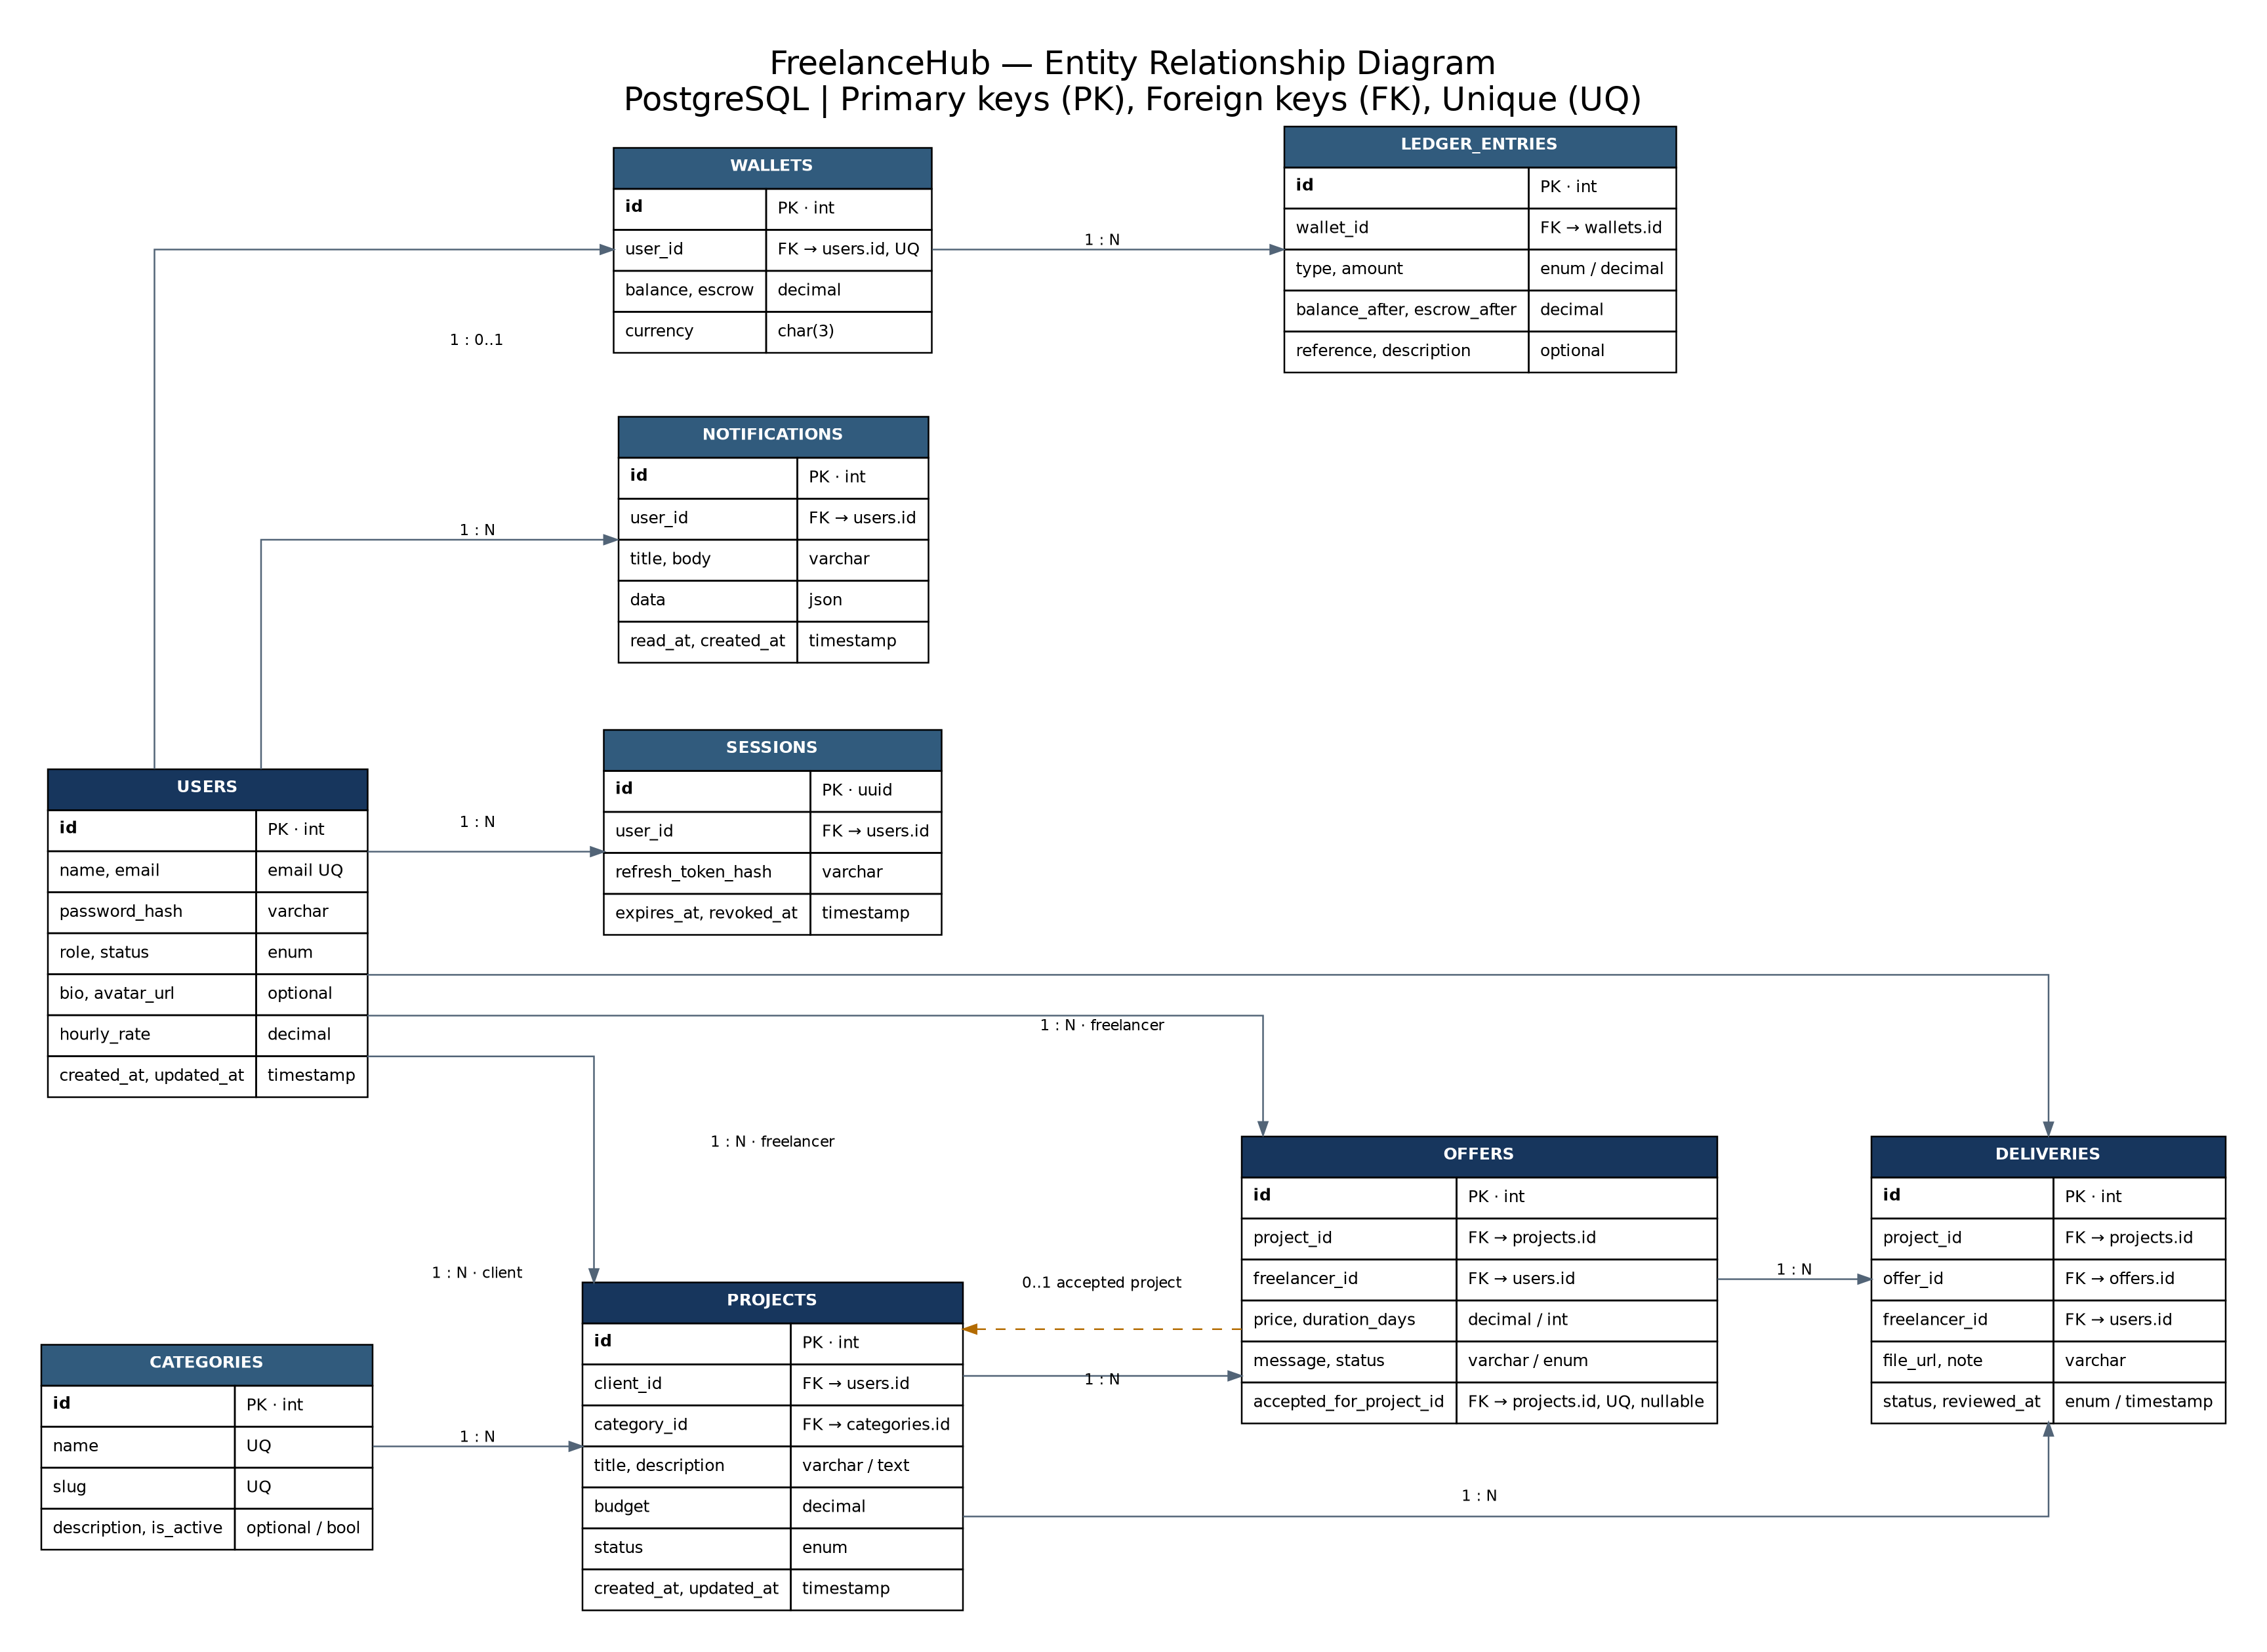 FreelanceHub — Entity Relationship Diagram
PostgreSQL | Primary keys (PK), Foreign keys (FK), Unique (UQ)
WALLETS
id PK · int
user_id FK → users.id, UQ
balance, escrow decimal
currency char(3)
1 : N
LEDGER_ENTRIES
id PK · int
wallet_id FK → wallets.id
type, amount enum / decimal
balance_after, escrow_after decimal
reference, description optional
1 : 0..1
NOTIFICATIONS
id PK · int
user_id FK → users.id
title, body varchar
data json
read_at, created_at timestamp
1 : N
SESSIONS
id PK · uuid
user_id FK → users.id
refresh_token_hash varchar
expires_at, revoked_at timestamp
USERS
id PK · int
name, email email UQ
password_hash varchar
role, status enum
bio, avatar_url optional
hourly_rate decimal
created_at, updated_at timestamp
1 : N
1 : N · freelancer
1 : N · freelancer
1 : N · client
0..1 accepted project
OFFERS
id PK · int
project_id FK → projects.id
freelancer_id FK → users.id
price, duration_days decimal / int
message, status varchar / enum
accepted_for_project_id FK → projects.id, UQ, nullable
1 : N
DELIVERIES
id PK · int
project_id FK → projects.id
offer_id FK → offers.id
freelancer_id FK → users.id
file_url, note varchar
status, reviewed_at enum / timestamp
PROJECTS
id PK · int
client_id FK → users.id
category_id FK → categories.id
title, description varchar / text
budget decimal
status enum
created_at, updated_at timestamp
1 : N
1 : N
CATEGORIES
id PK · int
name UQ
slug UQ
description, is_active optional / bool
1 : N